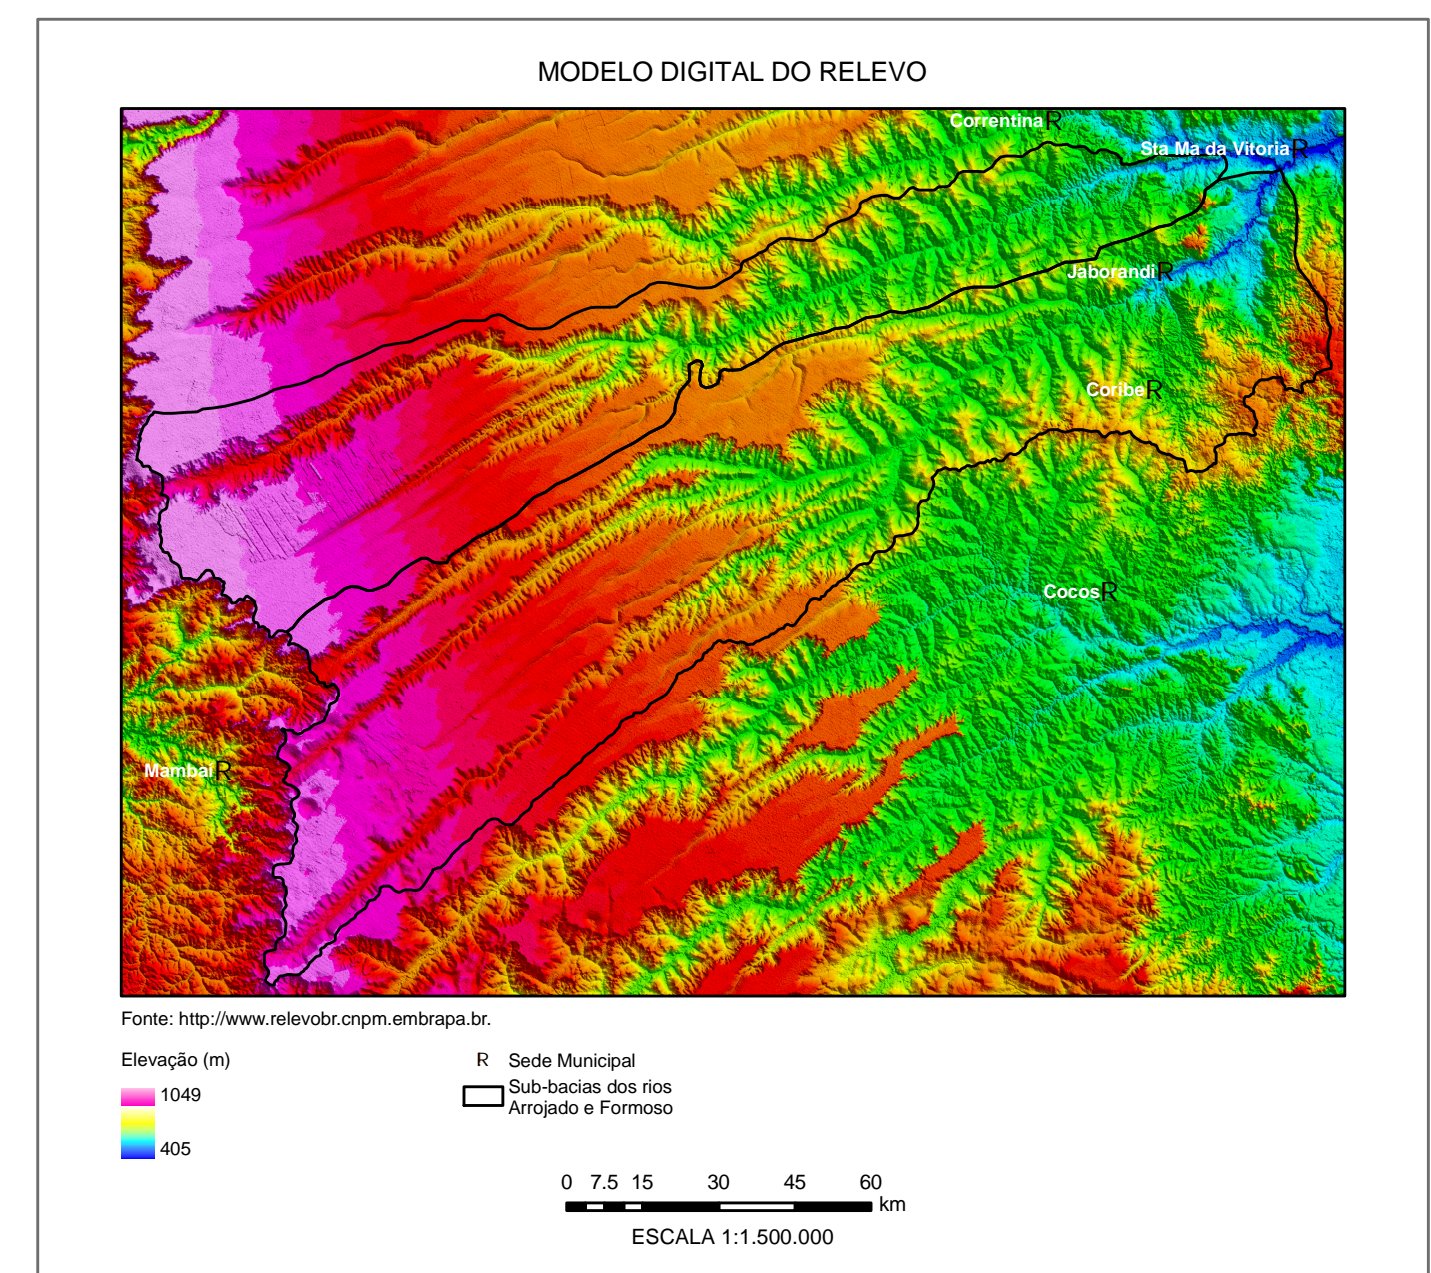 MODELO DIGITAL DO RELEVO
Correntina R
Sta Ma da Vitoria R
Jaborandi R
Coribe R
Cocos R
Mambaí R
Fonte: http://www.relevobr.cnpm.embrapa.br.
Elevação (m)
1049
405
R Sede Municipal
Sub-bacias dos rios
Arrojado e Formoso
0 7.5 15 30 45 60
km
ESCALA 1:1.500.000